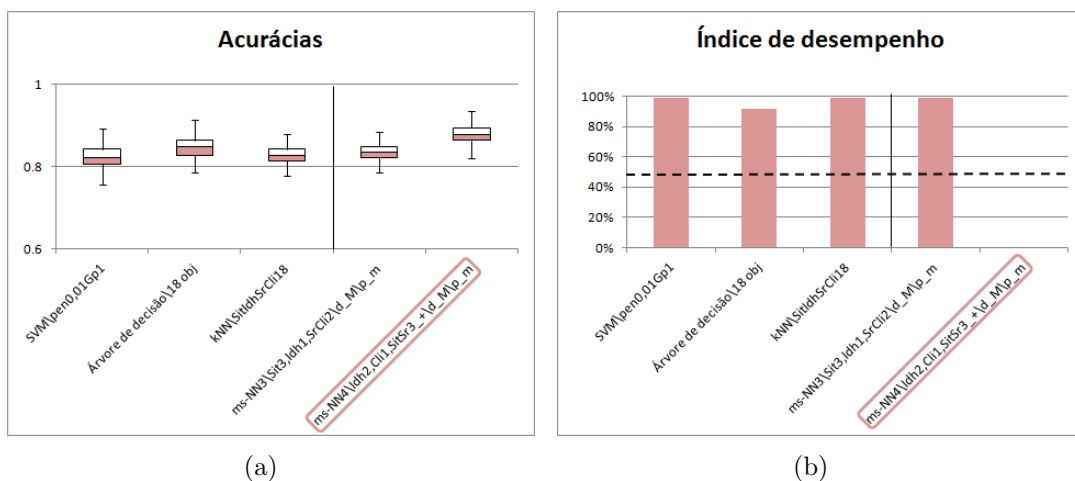 Acurácias
1
0.8
0.6
SVM\pen0,01Gp1
Árvore de decisão\18 obj
kNN\SitIdhSrCli18
ms-NN3\Sit3,Idh1,SrCli2\d_M\p_m
ms-NN4\Idh2,Cli1,SitSr3_+\d_M\p_m
(a)
Índice de desempenho
100%
80%
60%
40%
20%
0%
SVM\pen0,01Gp1
Árvore de decisão\18 obj
kNN\SitIdhSrCli18
ms-NN3\Sit3,Idh1,SrCli2\d_M\p_m
ms-NN4\Idh2,Cli1,SitSr3_+\d_M\p_m
(b)